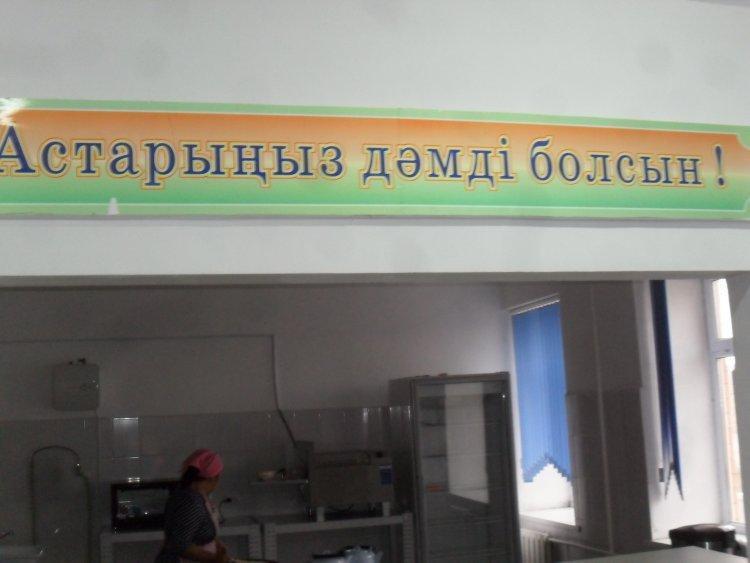 Астарыңыз дәмді болсын !